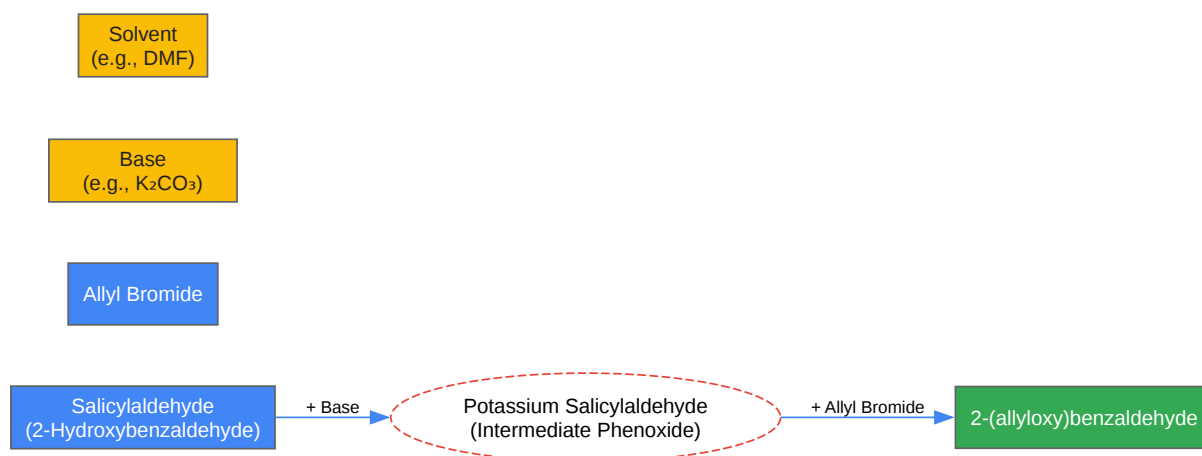 Solvent
(e.g., DMF)
Base
(e.g., K₂CO₃)
Allyl Bromide
Salicylaldehyde
(2-Hydroxybenzaldehyde)
+ Base
Potassium Salicylaldehyde
(Intermediate Phenoxide)
+ Allyl Bromide
2-(allyloxy)benzaldehyde